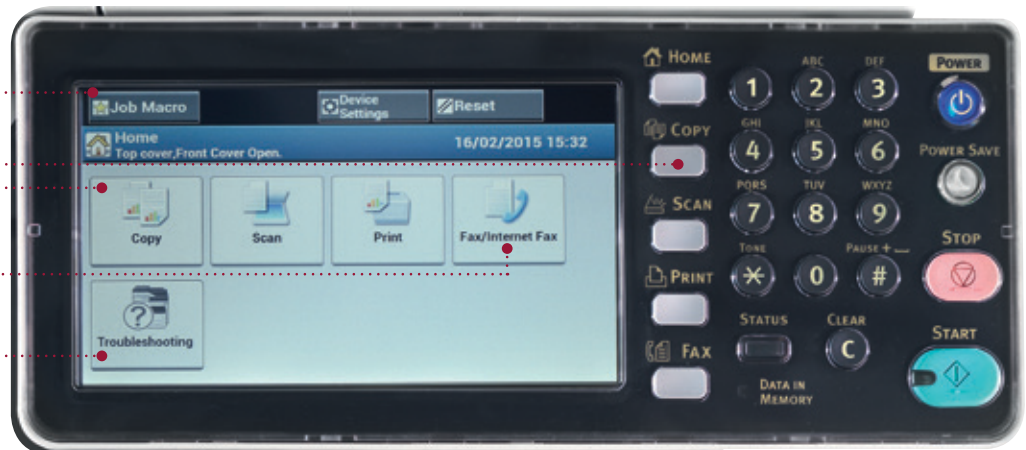 Job Macro
Device
Settings
Reset
Home
Top cover,Front Cover Open.
16/02/2015 15:32
Copy
Scan
Print
Fax/Internet Fax
Troubleshooting
HOME
COPY
SCAN
PRINT
FAX
ABC
DEF
1
2
3
GHI
JKL
MNO
4
5
6
PQRS
TUV
WXYZ
7
8
9
TONE
PAUSE +
*
0
#
STATUS
CLEAR
C
DATA IN
MEMORY
POWER
POWER SAVE
STOP
START